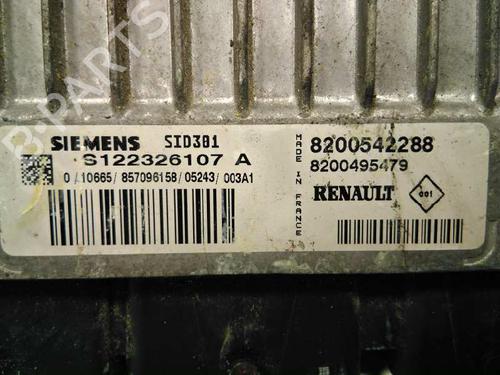 B-PARTS
SIEMENS SID301
S122326107 A
0 /10665/ 857096158 /05243/ 003A1
MADE IN FRANCE
8200542288
8200495479
RENAULT
001